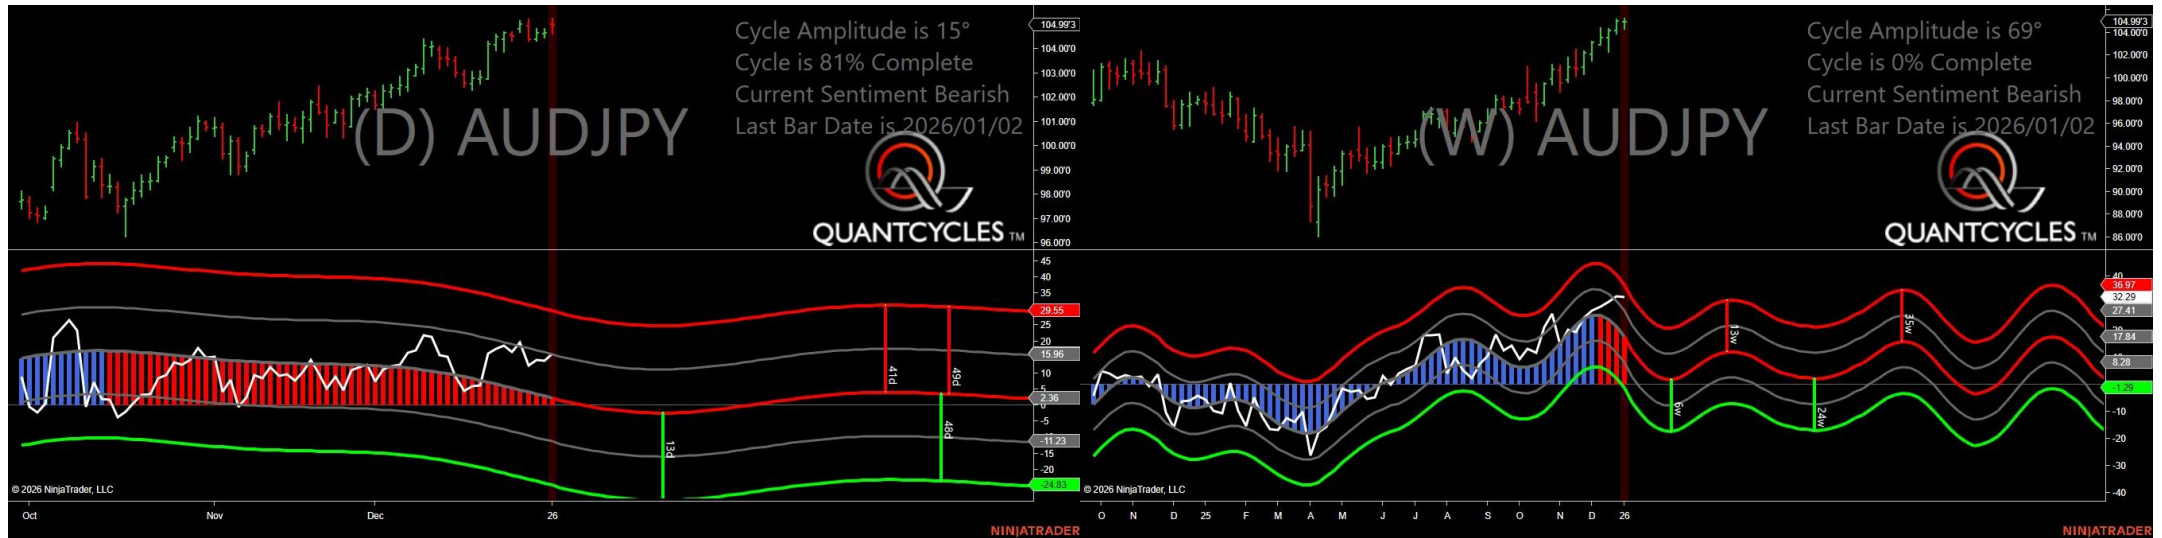 Cycle Amplitude is 15°
Cycle is 81% Complete
Current Sentiment Bearish
Last Bar Date is 2026/01/02
(D) AUDJPY
QUANTCYCLES TM
104.99'3
104.00'0
103.00'0
102.00'0
101.00'0
100.00'0
99.00'0
98.00'0
97.00'0
96.00'0
45
40
35
29.55
25
20
15.96
10
5
2.36
0
-5
-11.23
-15
-20
-24.83
41d
49d
13d
48d
© 2026 NinjaTrader, LLC
Oct Nov Dec 26
NINJATRADER
Cycle Amplitude is 69°
Cycle is 0% Complete
Current Sentiment Bearish
Last Bar Date is 2026/01/02
(W) AUDJPY
QUANTCYCLES TM
104.99'3
104.00'0
102.00'0
100.00'0
98.00'0
96.00'0
94.00'0
92.00'0
90.00'0
88.00'0
86.00'0
40
36.97
32.29
27.41
20
17.84
10
8.28
-1.29
-10
-20
-30
-40
13w
35w
6w
24w
© 2026 NinjaTrader, LLC
O N D 25 F M A M J J A S O N D 26
NINJATRADER